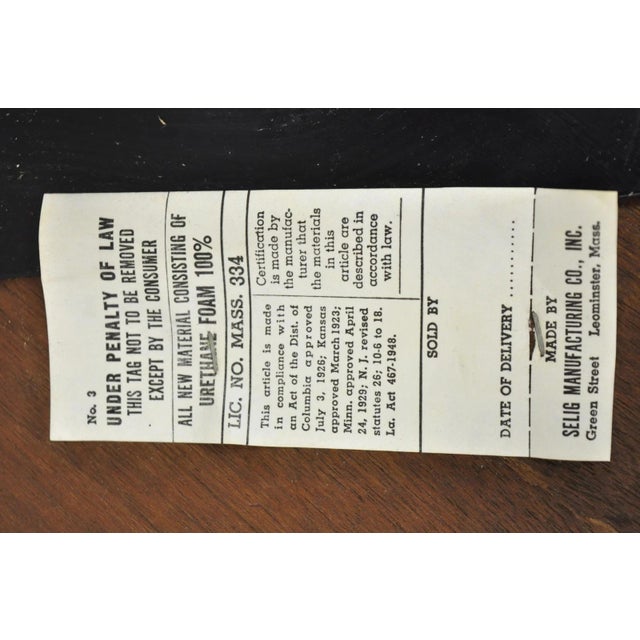 No. 3
UNDER PENALTY OF LAW
THIS TAG NOT TO BE REMOVED
EXCEPT BY THE CONSUMER
ALL NEW MATERIAL CONSISTING OF
URETHANE FOAM 100%
LIC. NO. MASS. 334
This article is made
in compliance with
an Act of the Dist. of
Columbia approved
July 3, 1926; Kansas
approved March 1923;
Minn. approved April
24, 1929; N. J. revised
statutes 26; 10-6 to 18.
La. Act 467-1948.
Certification
is made by
the manufac-
turer that
the materials
in this
article are
described in
accordance
with law.
SOLD BY
DATE OF DELIVERY ............
MADE BY
SELIG MANUFACTURING CO., INC.
Green Street Leominster, Mass.